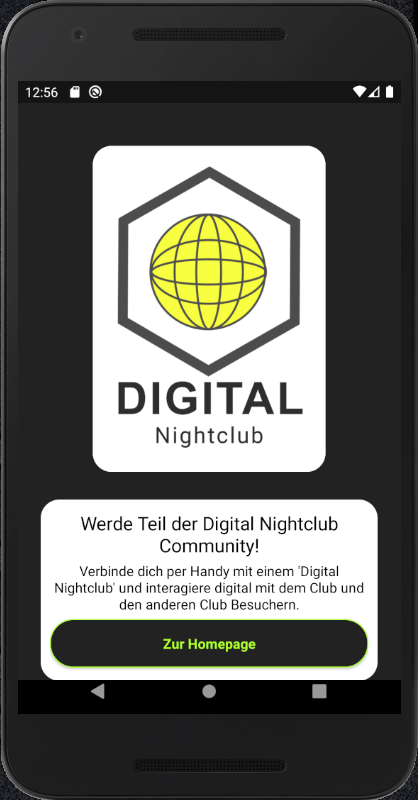 12:56
DIGITAL
Nightclub
Werde Teil der Digital Nightclub
Community!
Verbinde dich per Handy mit einem 'Digital
Nightclub' und interagiere digital mit dem Club und
den anderen Club Besuchern.
Zur Homepage